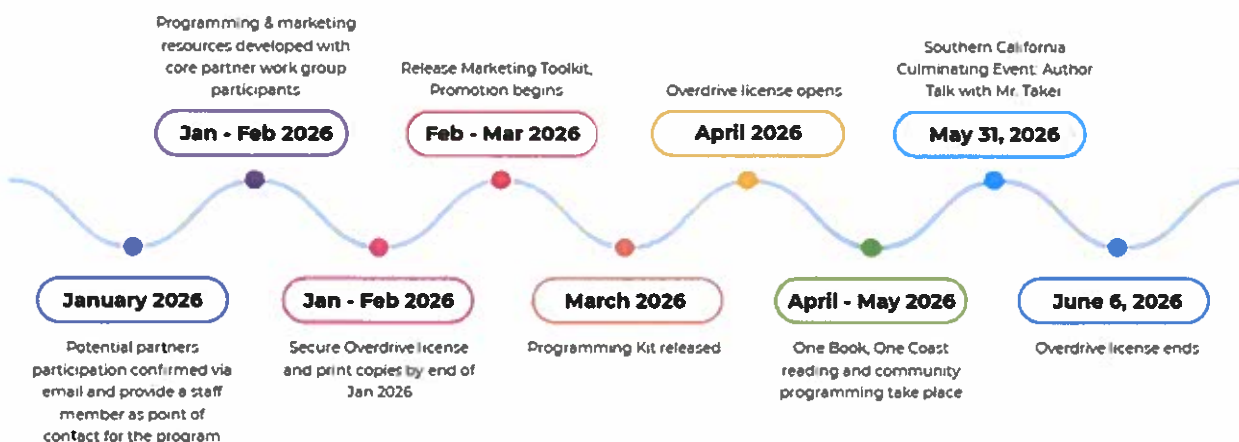 Programming & marketing
resources developed with
core partner work group
participants
Jan - Feb 2026
Release Marketing Toolkit,
Promotion begins
Feb - Mar 2026
Overdrive license opens
April 2026
Southern California
Culminating Event: Author
Talk with Mr. Takei
May 31, 2026
January 2026
Potential partners
participation confirmed via
email and provide a staff
member as point of
contact for the program
Jan - Feb 2026
Secure Overdrive license
and print copies by end of
Jan 2026
March 2026
Programming Kit released
April - May 2026
One Book, One Coast
reading and community
programming take place
June 6, 2026
Overdrive license ends